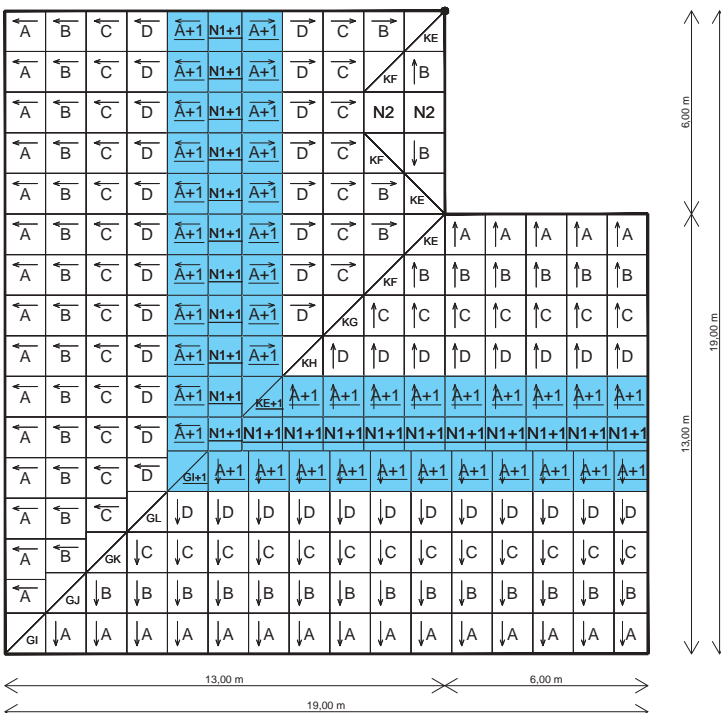 A B C D A+1 N1+1 A+1 D C B KE
A B C D A+1 N1+1 A+1 D C KF B
A B C D A+1 N1+1 A+1 D C N2 N2
A B C D A+1 N1+1 A+1 D C KF B
A B C D A+1 N1+1 A+1 D C B KE
A B C D A+1 N1+1 A+1 D C B KE A A A A A
A B C D A+1 N1+1 A+1 D C KF B B B B B B
A B C D A+1 N1+1 A+1 D KG C C C C C C C
A B C D A+1 N1+1 A+1 KH D D D D D D D D
A B C D A+1 N1+1 KE+1 A+1 A+1 A+1 A+1 A+1 A+1 A+1 A+1 A+1
A B C D A+1 N1+1 N1+1 N1+1 N1+1 N1+1 N1+1 N1+1 N1+1 N1+1 N1+1 N1+1
A B C D GI+1 A+1 A+1 A+1 A+1 A+1 A+1 A+1 A+1 A+1 A+1 A+1
A B C GL D D D D D D D D D D D D
A B GK C C C C C C C C C C C C C
A GJ B B B B B B B B B B B B B B
GI A A A A A A A A A A A A A A A
6,00 m
19,00 m
13,00 m
13,00 m 6,00 m
19,00 m